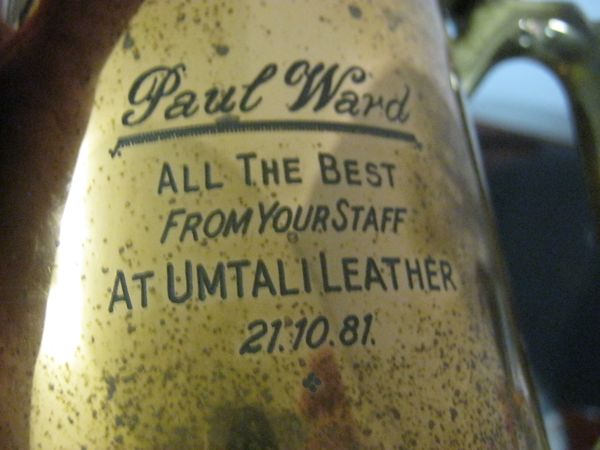 Paul Ward
ALL THE BEST
FROM YOUR STAFF
AT UMTALI LEATHER
21.10.81.